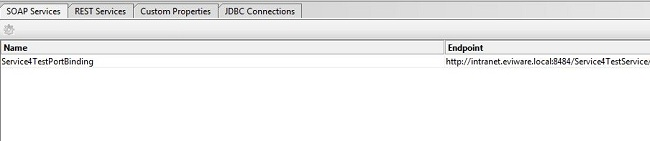 SOAP Services REST Services Custom Properties JDBC Connections
Name Endpoint
Service4TestPortBinding http://intranet.eviware.local:8484/Service4TestService/